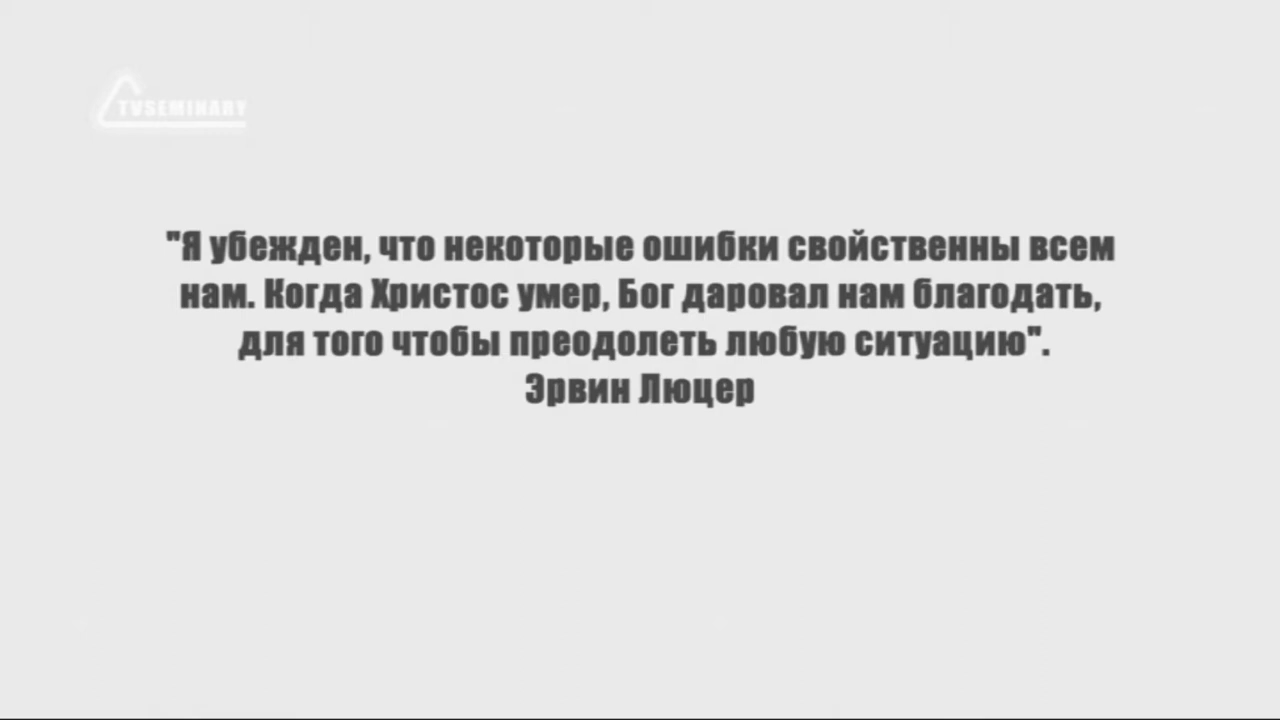 TVSEMINARY
"Я убежден, что некоторые ошибки свойственны всем
нам. Когда Христос умер, Бог даровал нам благодать,
для того чтобы преодолеть любую ситуацию".
Эрвин Люцер